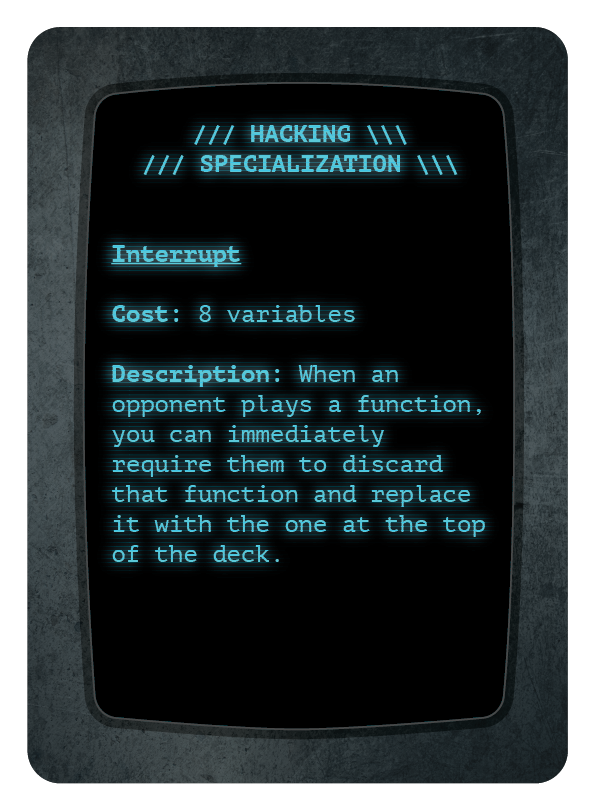 /// HACKING \\\
/// SPECIALIZATION \\\
Interrupt
Cost: 8 variables
Description: When an
opponent plays a function,
you can immediately
require them to discard
that function and replace
it with the one at the top
of the deck.